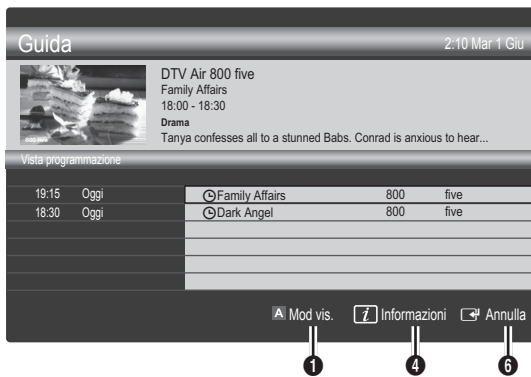 Guida 2:10 Mar 1 Giu
DTV Air 800 five
Family Affairs
18:00 - 18:30
Drama
Tanya confesses all to a stunned Babs. Conrad is anxious to hear...
Vista programmazione
19:15 Oggi Family Affairs 800 five
18:30 Oggi Dark Angel 800 five
A Mod vis. i Informazioni Annulla
1 4 6